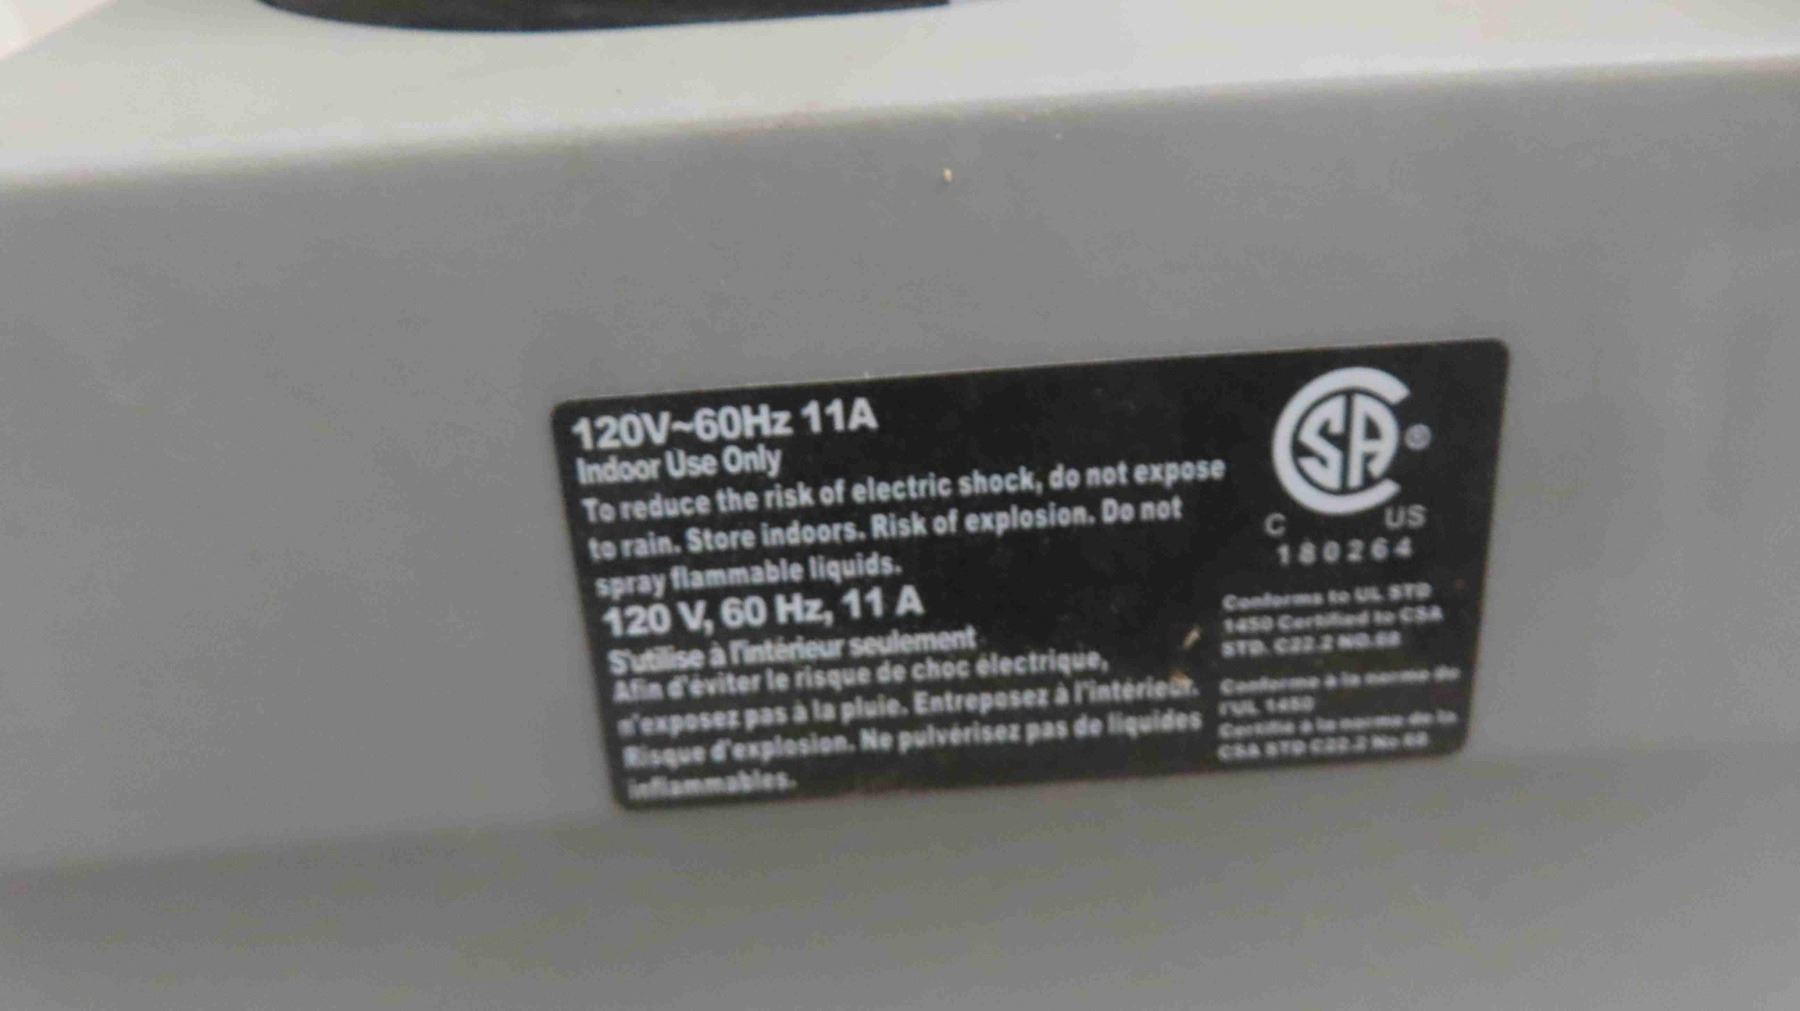 120V~60Hz 11A
Indoor Use Only
To reduce the risk of electric shock, do not expose
to rain. Store indoors. Risk of explosion. Do not
spray flammable liquids.
120 V, 60 Hz, 11 A
S'utilise à l'intérieur seulement
Afin d'éviter le risque de choc électrique,
n'exposez pas à la pluie. Entreposez à l'intérieur.
Risque d'explosion. Ne pulvérisez pas de liquides
inflammables.
SA ®
C US
180264
Conforms to UL STD
1450 Certified to CSA
STD. C22.2 NO.68
Conforme à la norme de
l'UL 1450
Certifié à la norme de la
CSA STD C22.2 No 68